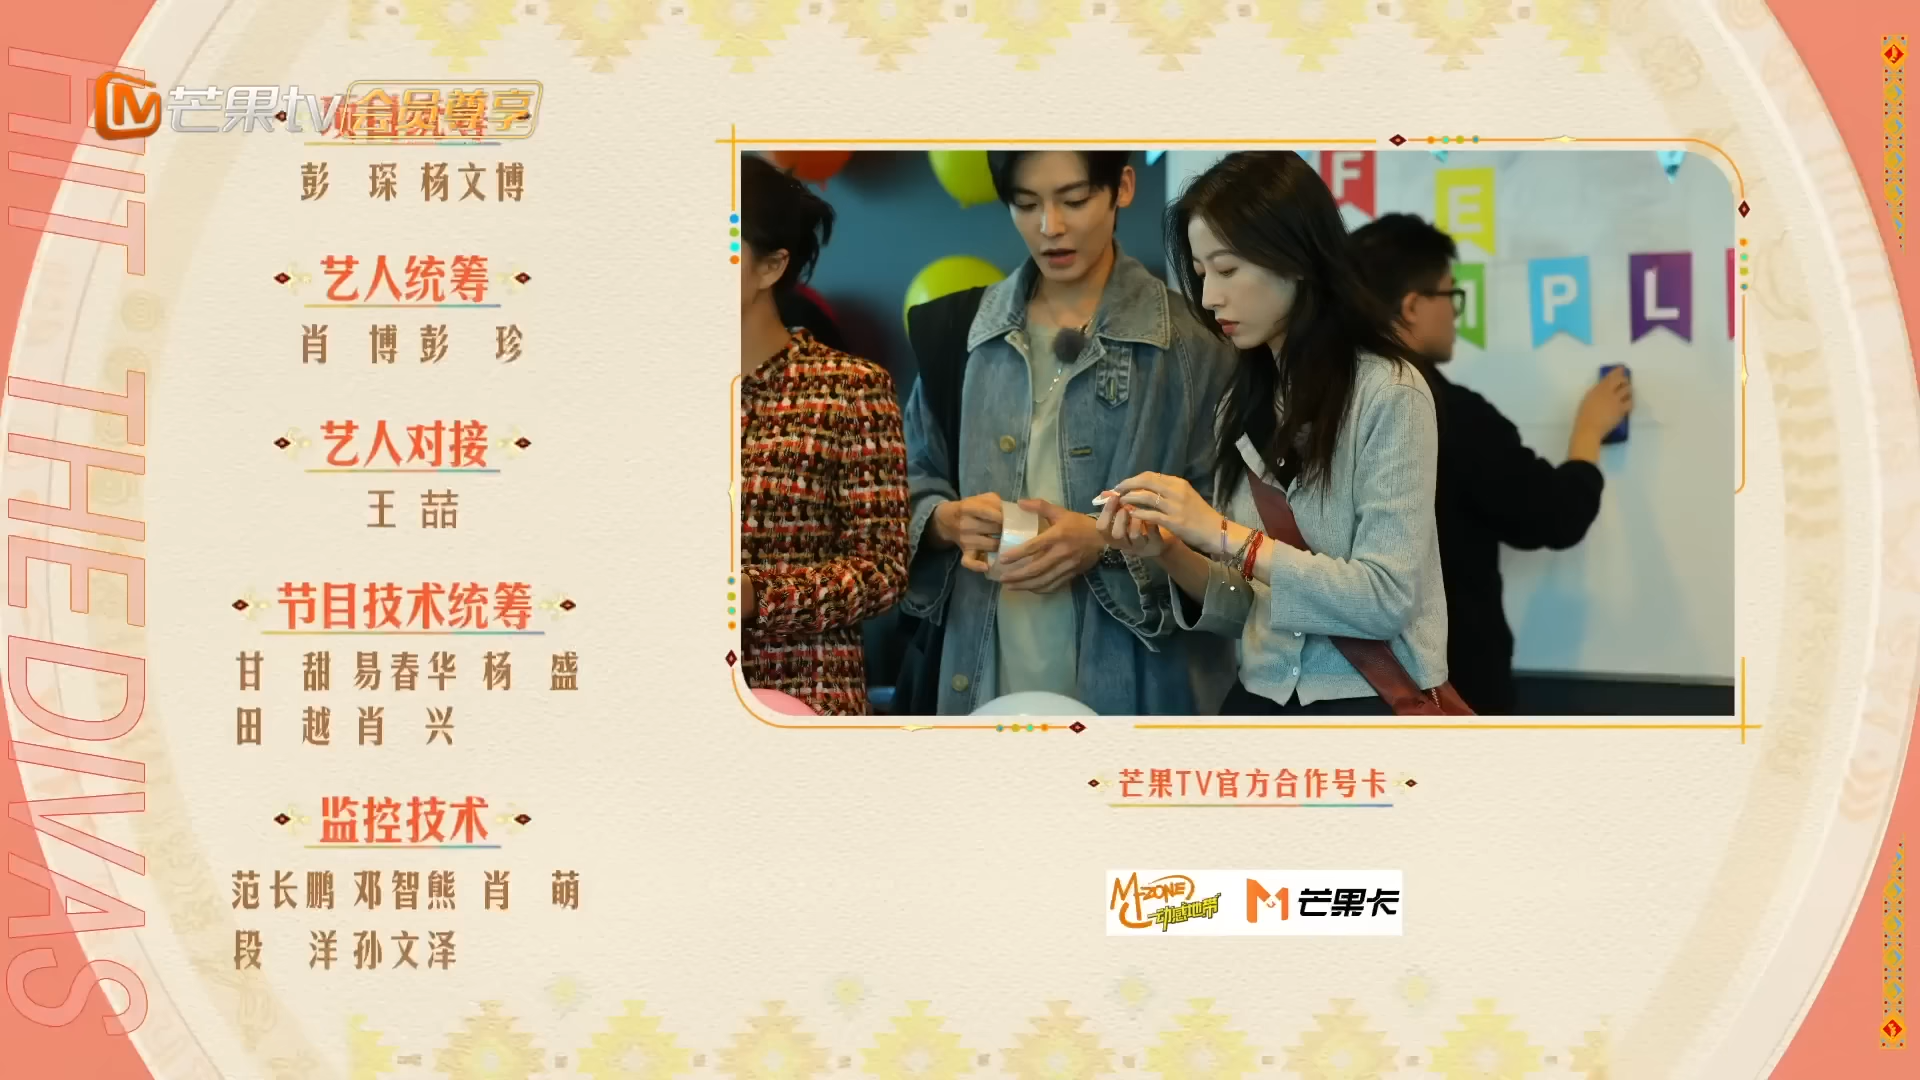 HIT THE DIVAS
芒果tv 会员尊享
彭琛 杨文博
艺人统筹
肖博 彭珍
艺人对接
王喆
节目技术统筹
甘甜 易春华 杨盛
田越 肖兴
监控技术
范长鹏 邓智熊 肖萌
段洋 孙文泽
F
E
M P L
芒果TV官方合作号卡
M-ZONE 动感地带 芒果卡